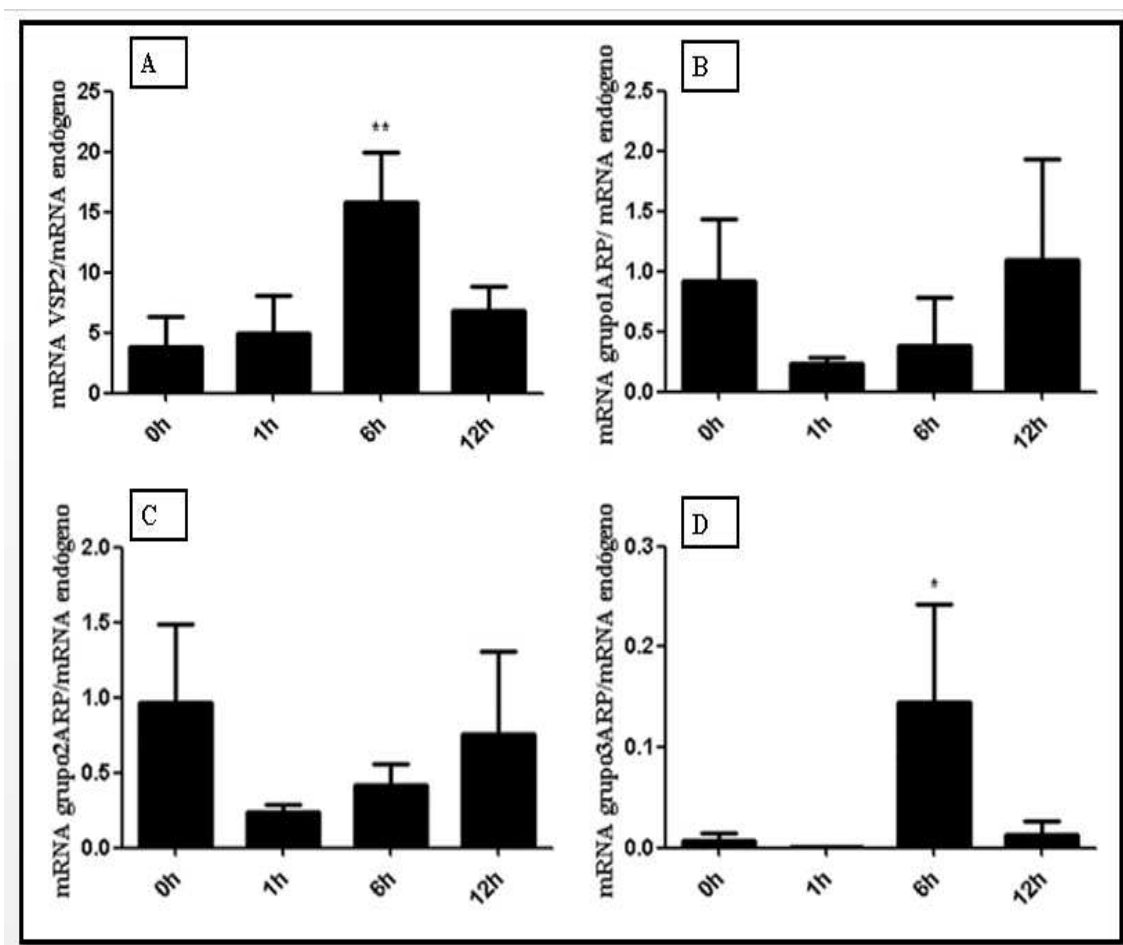 A
mRNA VSP2/mRNA endógeno
25
20
15
10
5
0
**
0h
1h
6h
12h
B
mRNA grupo1ARP/ mRNA endógeno
2.5
2.0
1.5
1.0
0.5
0.0
0h
1h
6h
12h
C
mRNA grupo2ARP/mRNA endógeno
2.0
1.5
1.0
0.5
0.0
0h
1h
6h
12h
D
mRNA grupo3ARP/mRNA endógeno
0.3
0.2
0.1
0.0
*
0h
1h
6h
12h